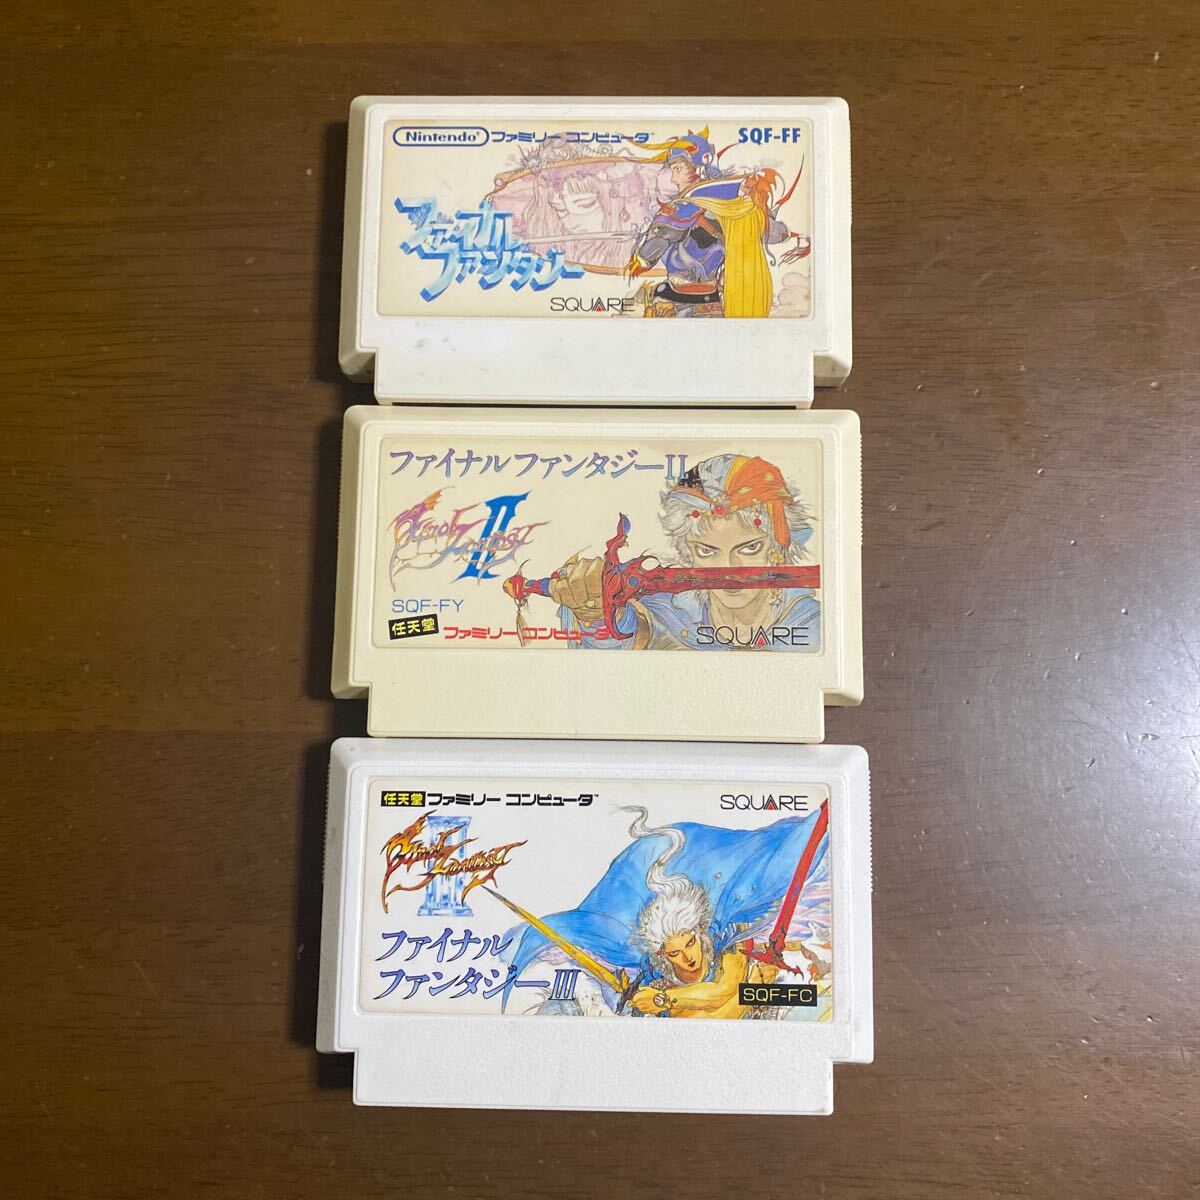 Nintendo® ファミリー コンピュータ™ SQF-FF
ファイナル
ファンタジー
SQUARE
ファイナルファンタジーII
FINAL FANTASY II
SQF-FY
任天堂 ファミリー コンピュータ
SQUARE
任天堂 ファミリー コンピュータ™ SQUARE
FINAL FANTASY III
ファイナル
ファンタジーIII
SQF-FC